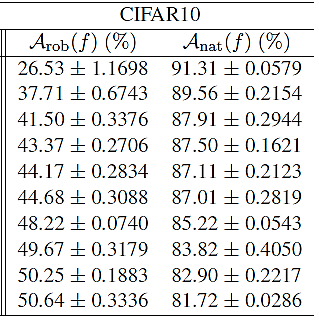 CIFAR10
𝒜rob(f) (%) 𝒜nat(f) (%)
26.53 ± 1.1698 91.31 ± 0.0579
37.71 ± 0.6743 89.56 ± 0.2154
41.50 ± 0.3376 87.91 ± 0.2944
43.37 ± 0.2706 87.50 ± 0.1621
44.17 ± 0.2834 87.11 ± 0.2123
44.68 ± 0.3088 87.01 ± 0.2819
48.22 ± 0.0740 85.22 ± 0.0543
49.67 ± 0.3179 83.82 ± 0.4050
50.25 ± 0.1883 82.90 ± 0.2217
50.64 ± 0.3336 81.72 ± 0.0286